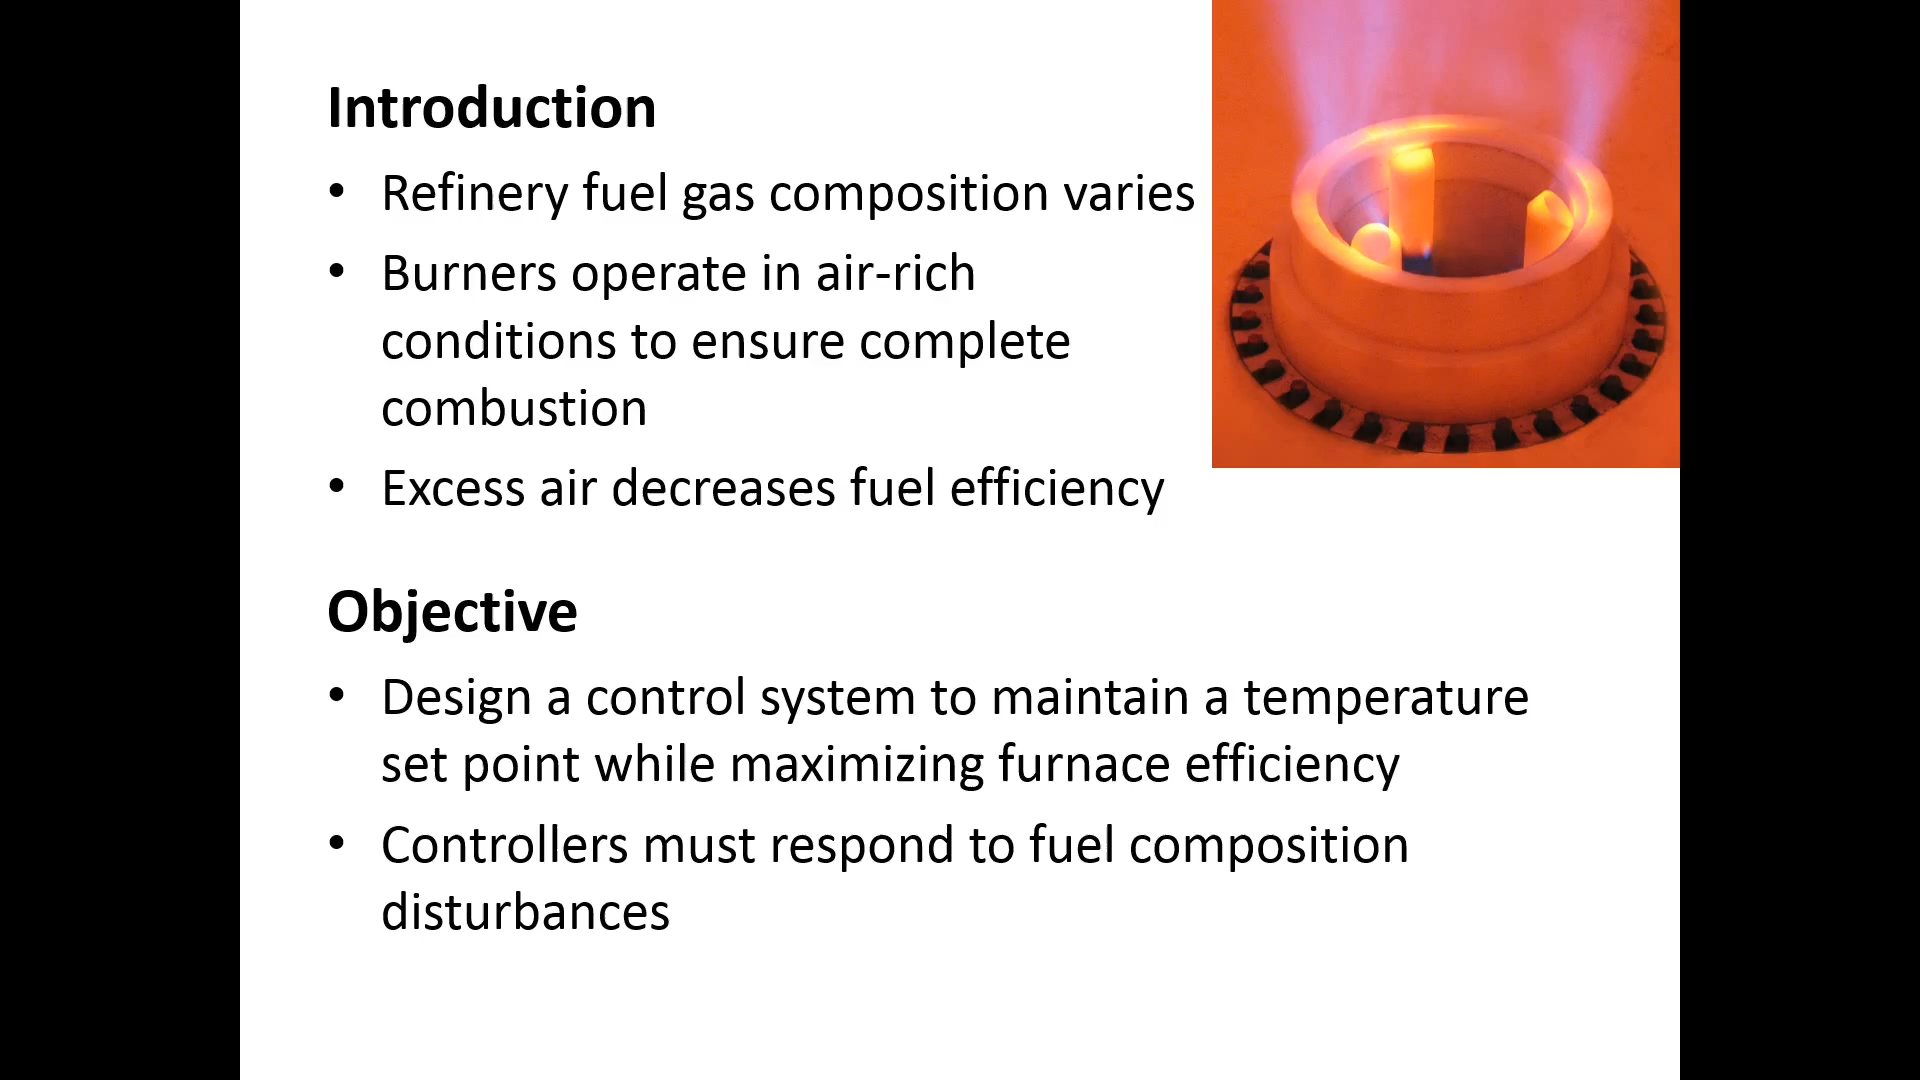 Introduction
• Refinery fuel gas composition varies
• Burners operate in air-rich
conditions to ensure complete
combustion
• Excess air decreases fuel efficiency
Objective
• Design a control system to maintain a temperature
set point while maximizing furnace efficiency
• Controllers must respond to fuel composition
disturbances